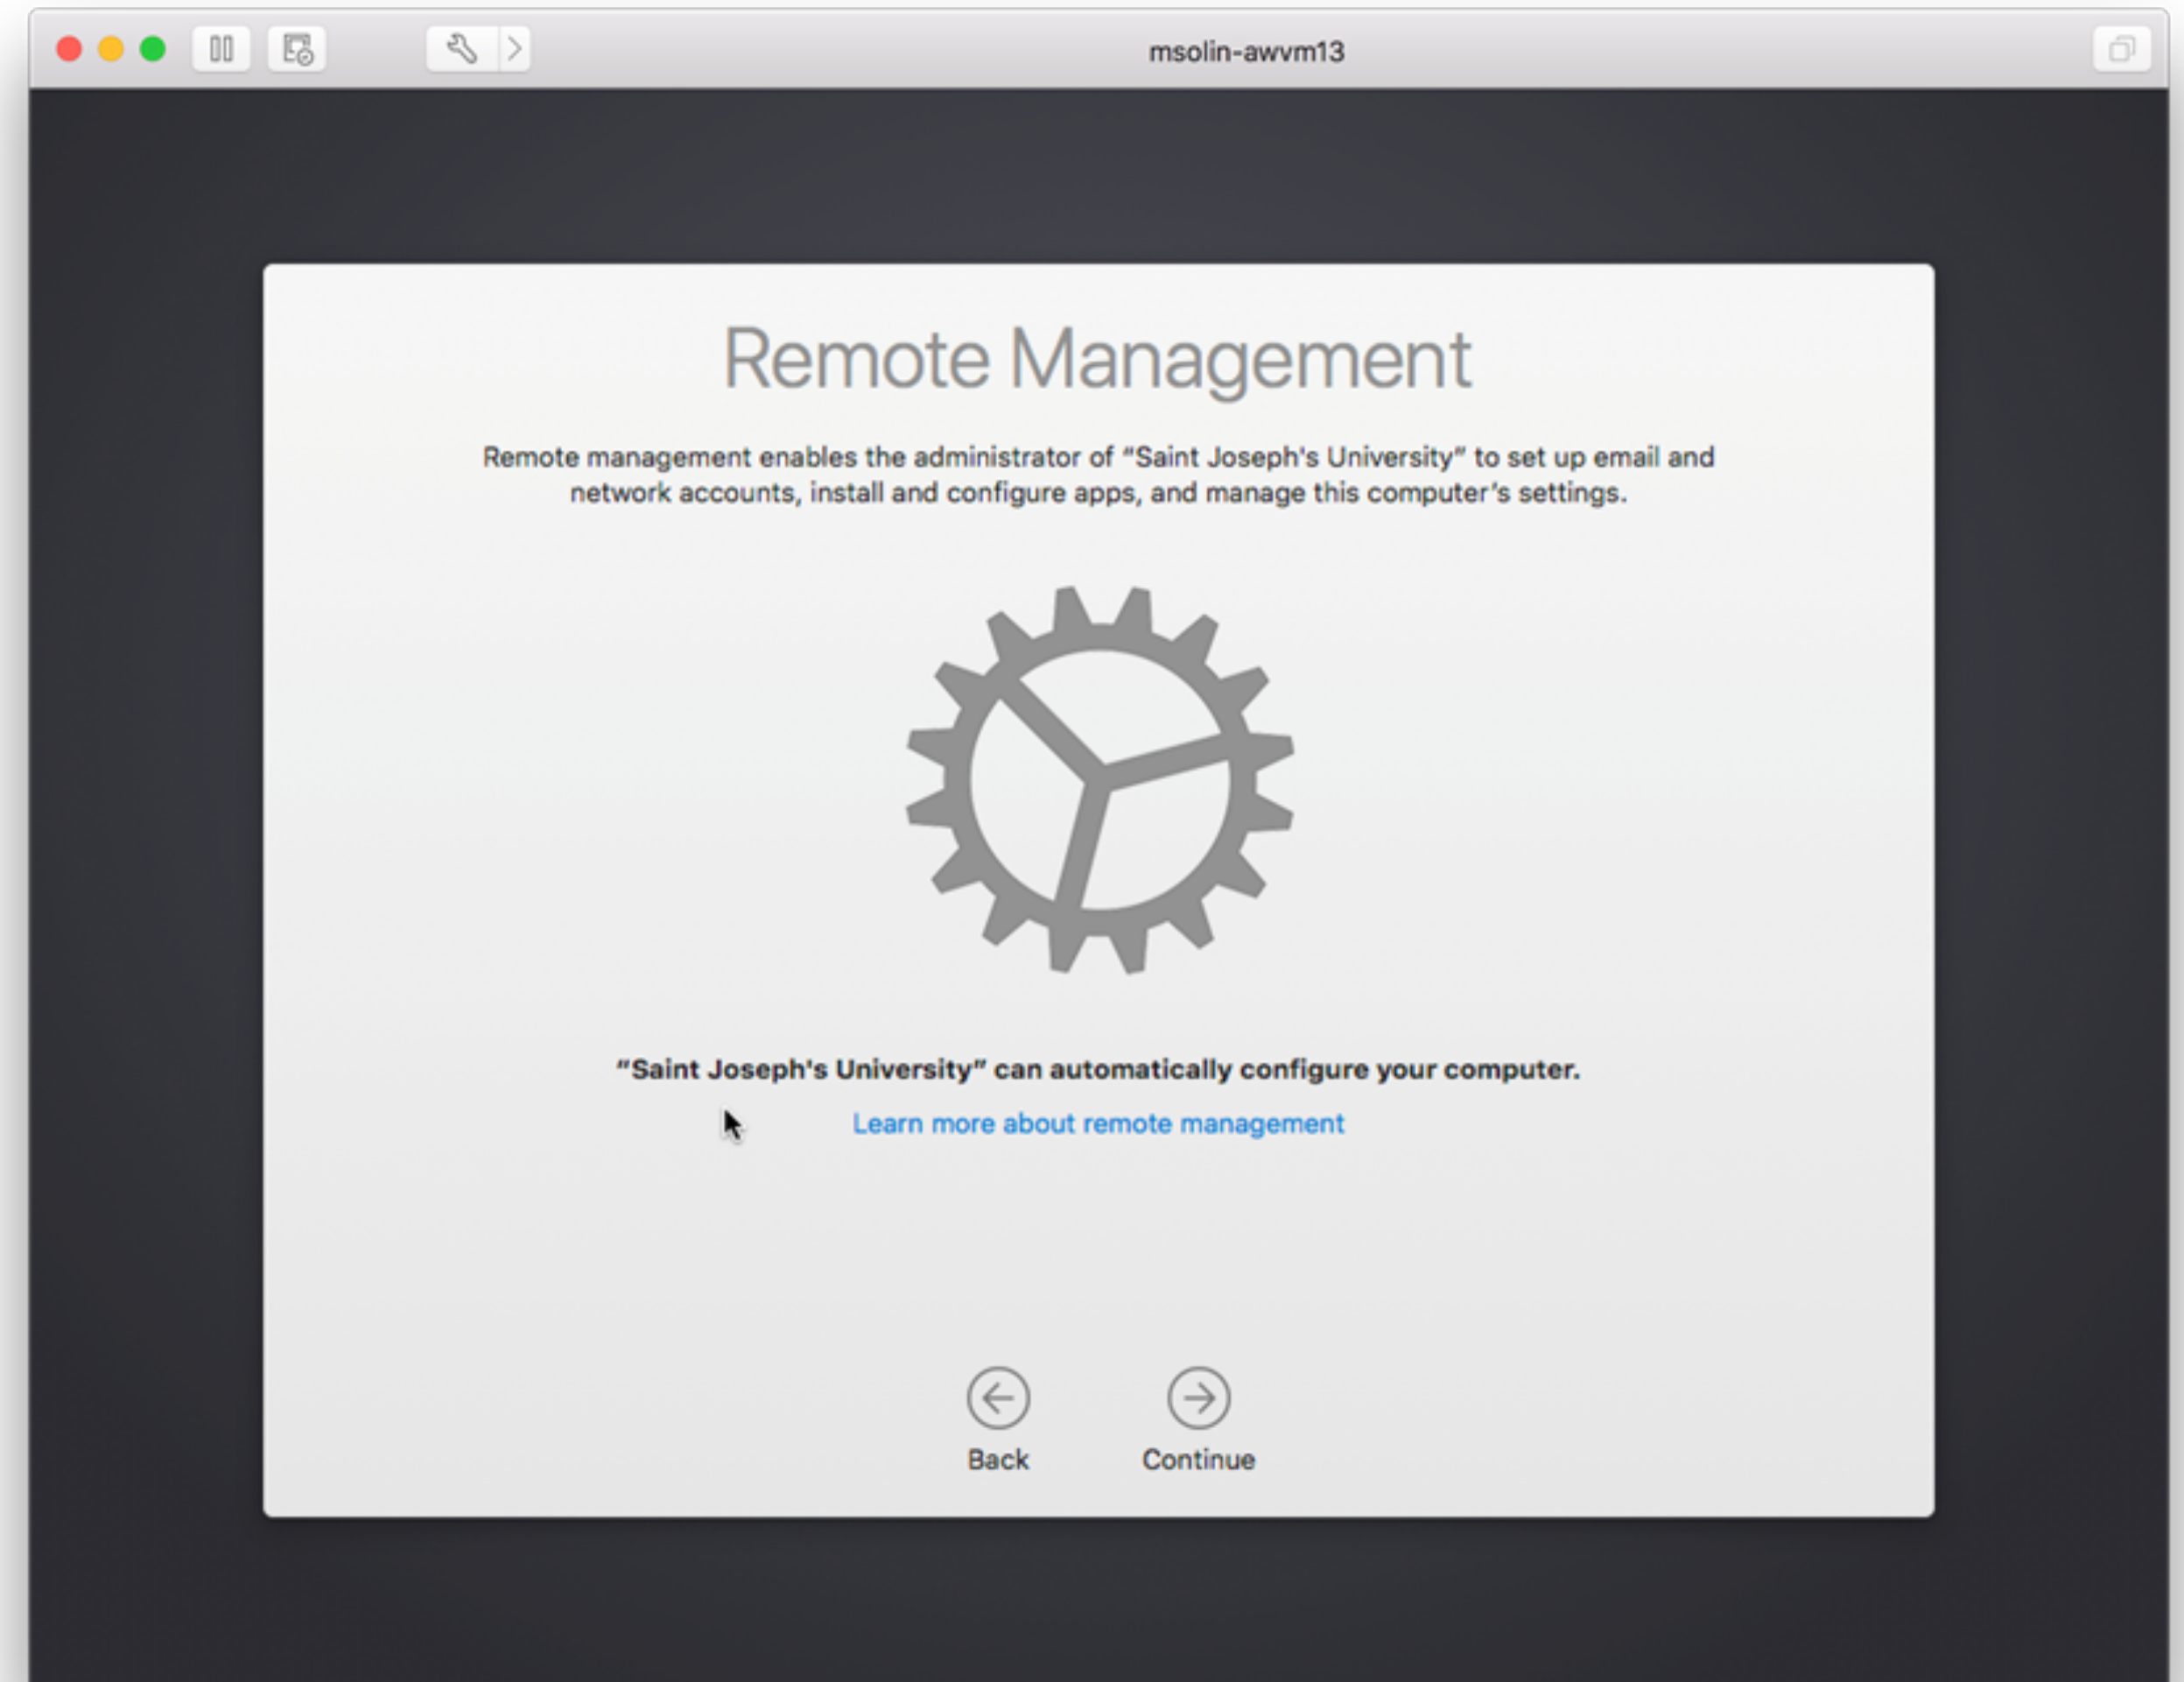 msolin-awvm13
Remote Management
Remote management enables the administrator of “Saint Joseph's University” to set up email and
network accounts, install and configure apps, and manage this computer’s settings.
“Saint Joseph's University” can automatically configure your computer.
Learn more about remote management
Back
Continue